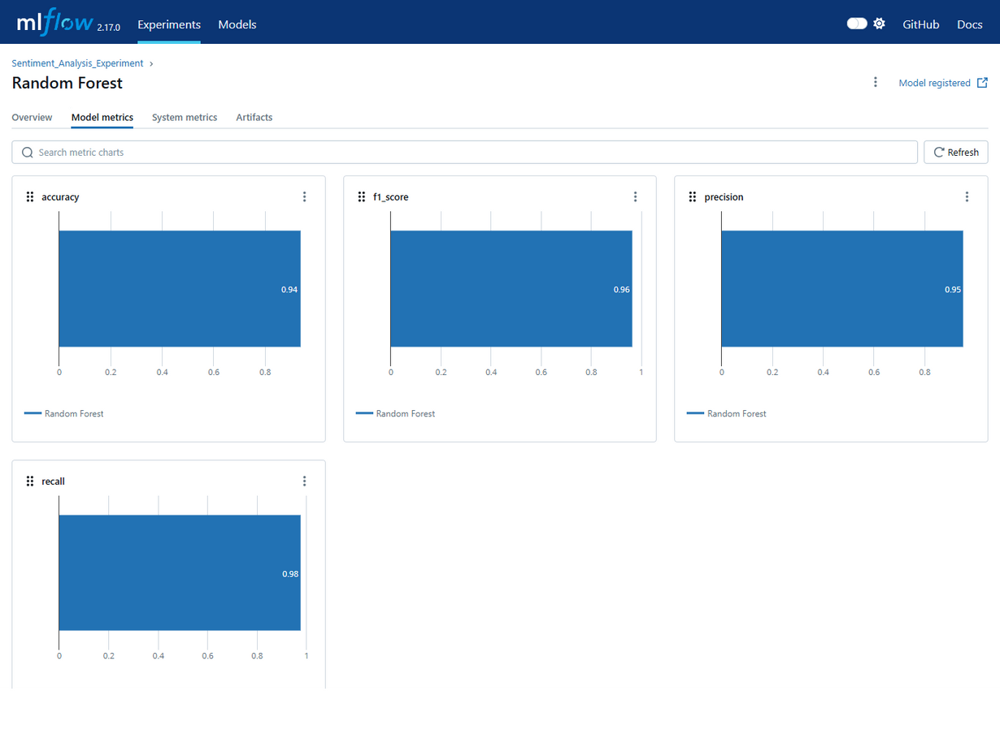 mlflow 2.17.0 Experiments Models GitHub Docs
Sentiment_Analysis_Experiment ›
Random Forest
Model registered
Overview Model metrics System metrics Artifacts
Search metric charts
Refresh
accuracy
0.94
0 0.2 0.4 0.6 0.8
Random Forest
f1_score
0.96
0 0.2 0.4 0.6 0.8 1
Random Forest
precision
0.95
0 0.2 0.4 0.6 0.8
Random Forest
recall
0.98
0 0.2 0.4 0.6 0.8 1